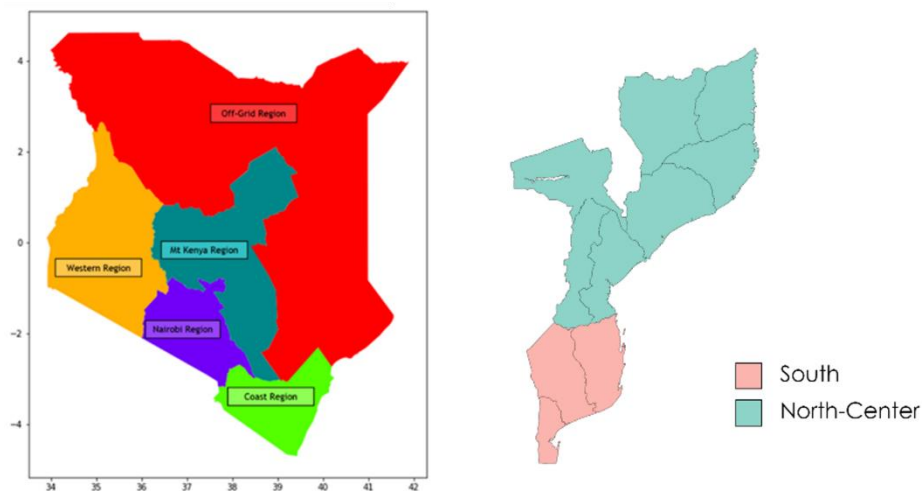 4
2
0
−2
−4
34
35
36
37
38
39
40
41
42
Off-Grid Region
Mt Kenya Region
Western Region
Nairobi Region
Coast Region
South
North-Center